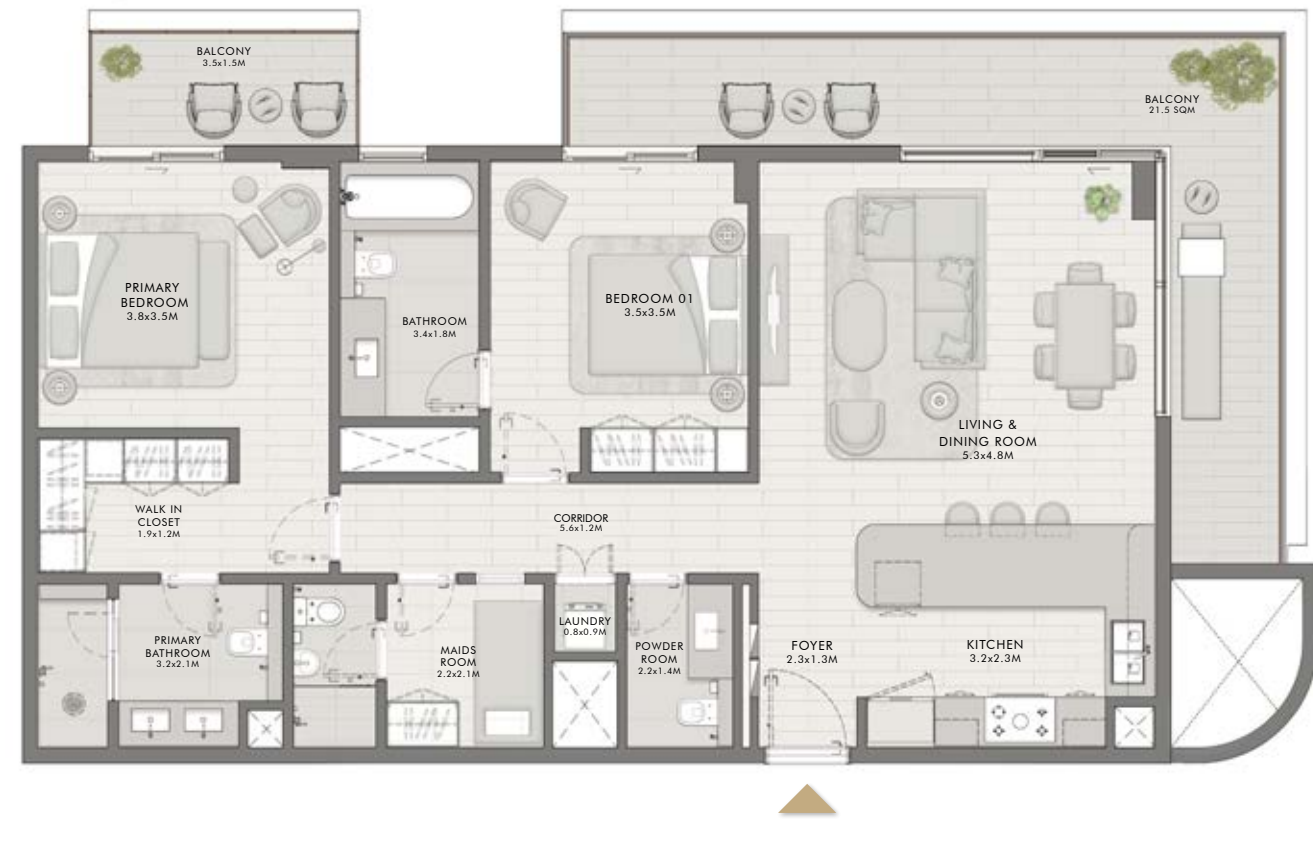 BALCONY
3.5x1.5M
BALCONY
21.5 SQM
PRIMARY
BEDROOM
3.8x3.5M
BATHROOM
3.4x1.8M
BEDROOM 01
3.5x3.5M
LIVING &
DINING ROOM
5.3x4.8M
WALK IN
CLOSET
1.9x1.2M
CORRIDOR
5.6x1.2M
PRIMARY
BATHROOM
3.2x2.1M
MAIDS
ROOM
2.2x2.1M
LAUNDRY
0.8x0.9M
POWDER
ROOM
2.2x1.4M
FOYER
2.3x1.3M
KITCHEN
3.2x2.3M